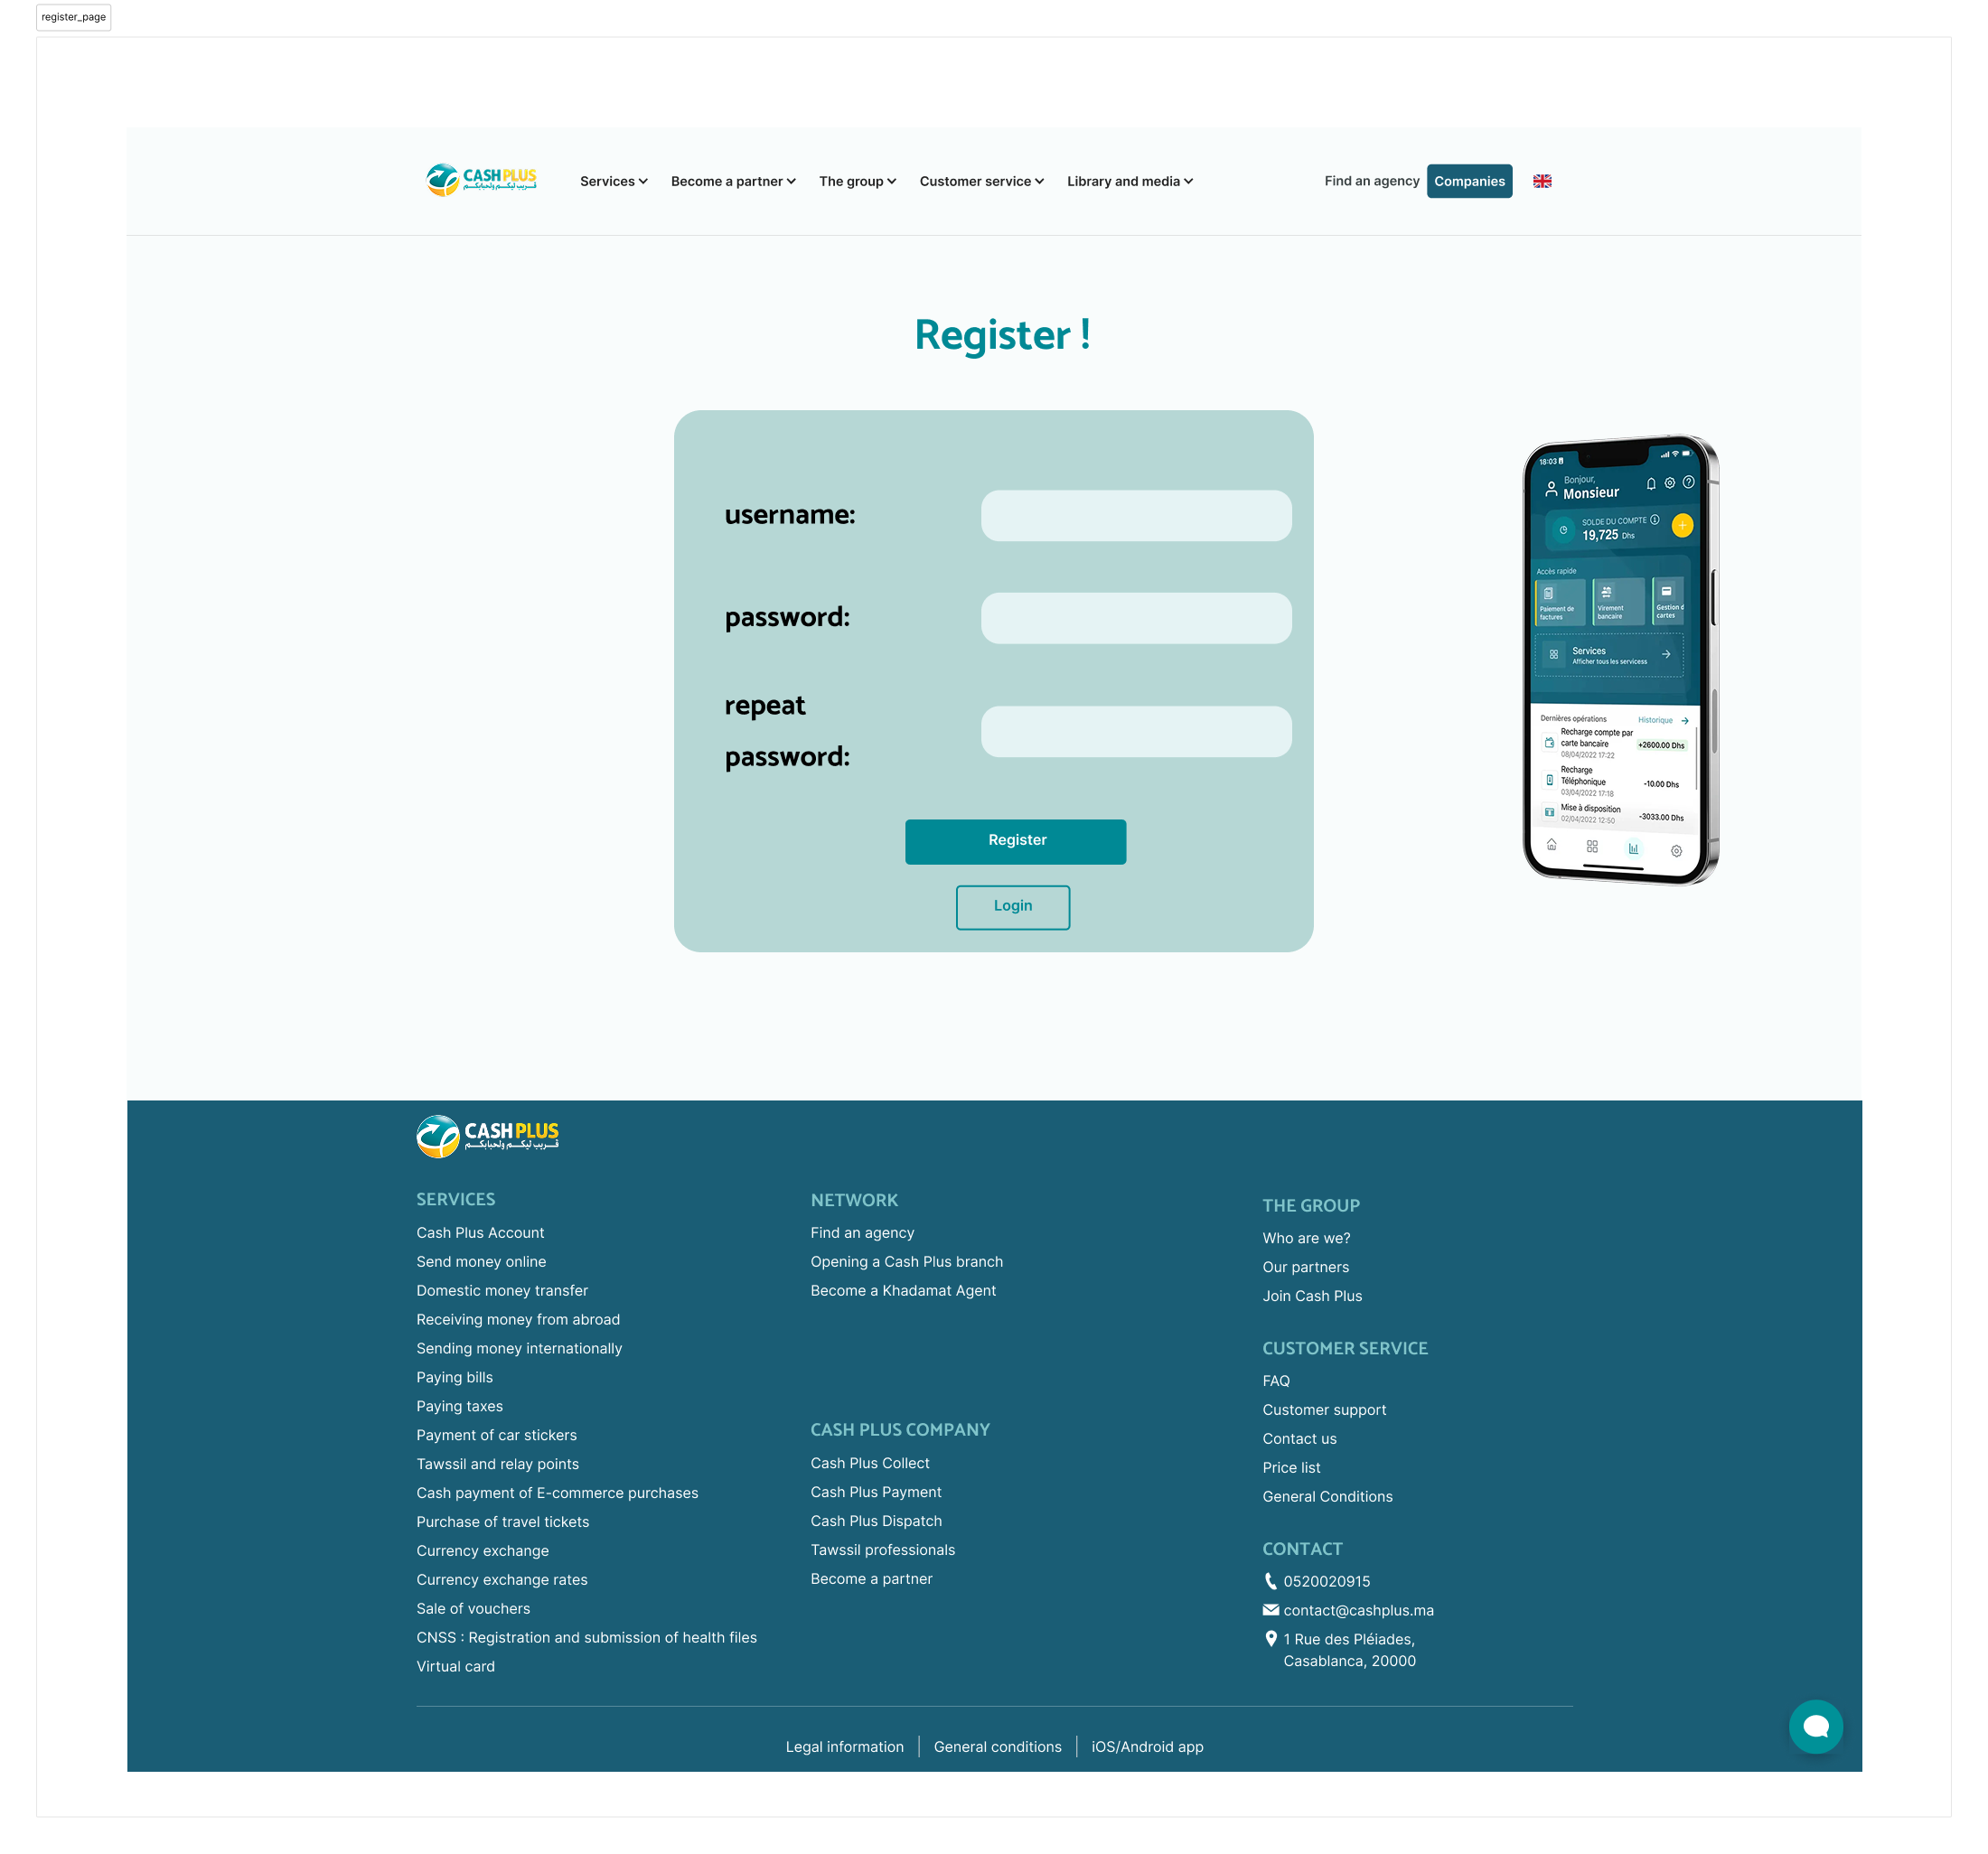 register_page
CASH PLUS
قريب ليكم ولحبابكم
Services
Become a partner
The group
Customer service
Library and media
Find an agency
Companies
Register !
username:
password:
repeat
password:
Register
Login
18:03
Bonjour,
Monsieur
SOLDE DU COMPTE
19,725 Dhs
Accès rapide
Paiement de
factures
Virement
bancaire
Gestion d
cartes
Services
Afficher tous les servicess
Dernières opérations
Historique
Recharge compte par
carte bancaire
08/04/2022 17:22
+2600.00 Dhs
Recharge
Téléphonique
03/04/2022 17:18
-10.00 Dhs
Mise à disposition
02/04/2022 12:50
-3033.00 Dhs
CASH PLUS
قريب ليكم ولحبابكم
SERVICES
Cash Plus Account
Send money online
Domestic money transfer
Receiving money from abroad
Sending money internationally
Paying bills
Paying taxes
Payment of car stickers
Tawssil and relay points
Cash payment of E-commerce purchases
Purchase of travel tickets
Currency exchange
Currency exchange rates
Sale of vouchers
CNSS : Registration and submission of health files
Virtual card
NETWORK
Find an agency
Opening a Cash Plus branch
Become a Khadamat Agent
CASH PLUS COMPANY
Cash Plus Collect
Cash Plus Payment
Cash Plus Dispatch
Tawssil professionals
Become a partner
THE GROUP
Who are we?
Our partners
Join Cash Plus
CUSTOMER SERVICE
FAQ
Customer support
Contact us
Price list
General Conditions
CONTACT
0520020915
contact@cashplus.ma
1 Rue des Pléiades,
Casablanca, 20000
Legal information
General conditions
iOS/Android app